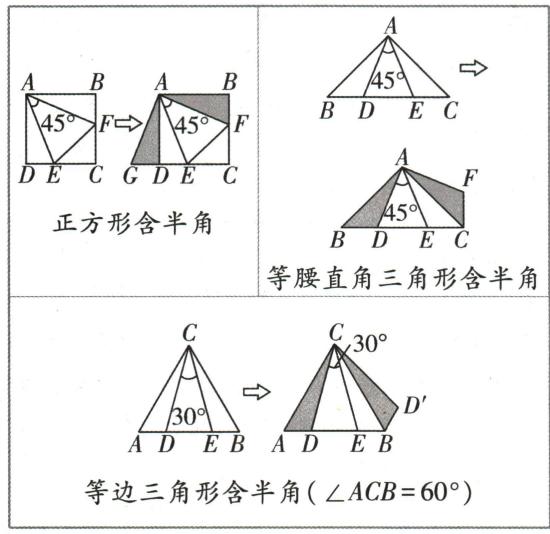 A B
45° F
D E C
A B
45° F
G D E C
正方形含半角
A
45°
B D E C
A
F
45°
B D E C
等腰直角三角形含半角
C
30°
A D E B
C 30°
D′
A D E B
等边三角形含半角(∠ACB=60°)